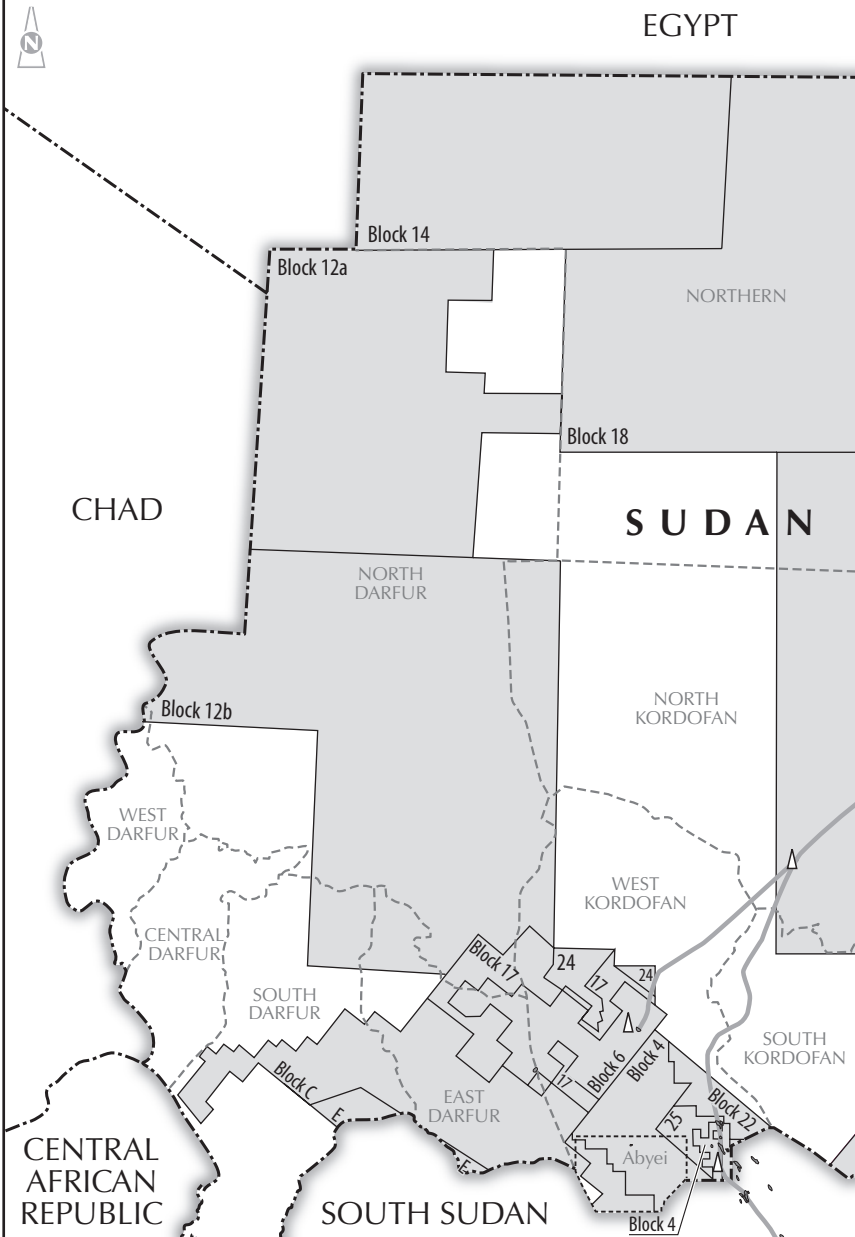 N
EGYPT
Block 14
Block 12a
NORTHERN
Block 18
CHAD
SUDAN
NORTH
DARFUR
NORTH
KORDOFAN
Block 12b
WEST
DARFUR
WEST
KORDOFAN
CENTRAL
DARFUR
Block 17
24
17
24
SOUTH
DARFUR
SOUTH
KORDOFAN
Block 6
Block 4
17
Block C
E
EAST
DARFUR
Block 22
25
Abyei
E
CENTRAL
AFRICAN
REPUBLIC
SOUTH SUDAN
Block 4